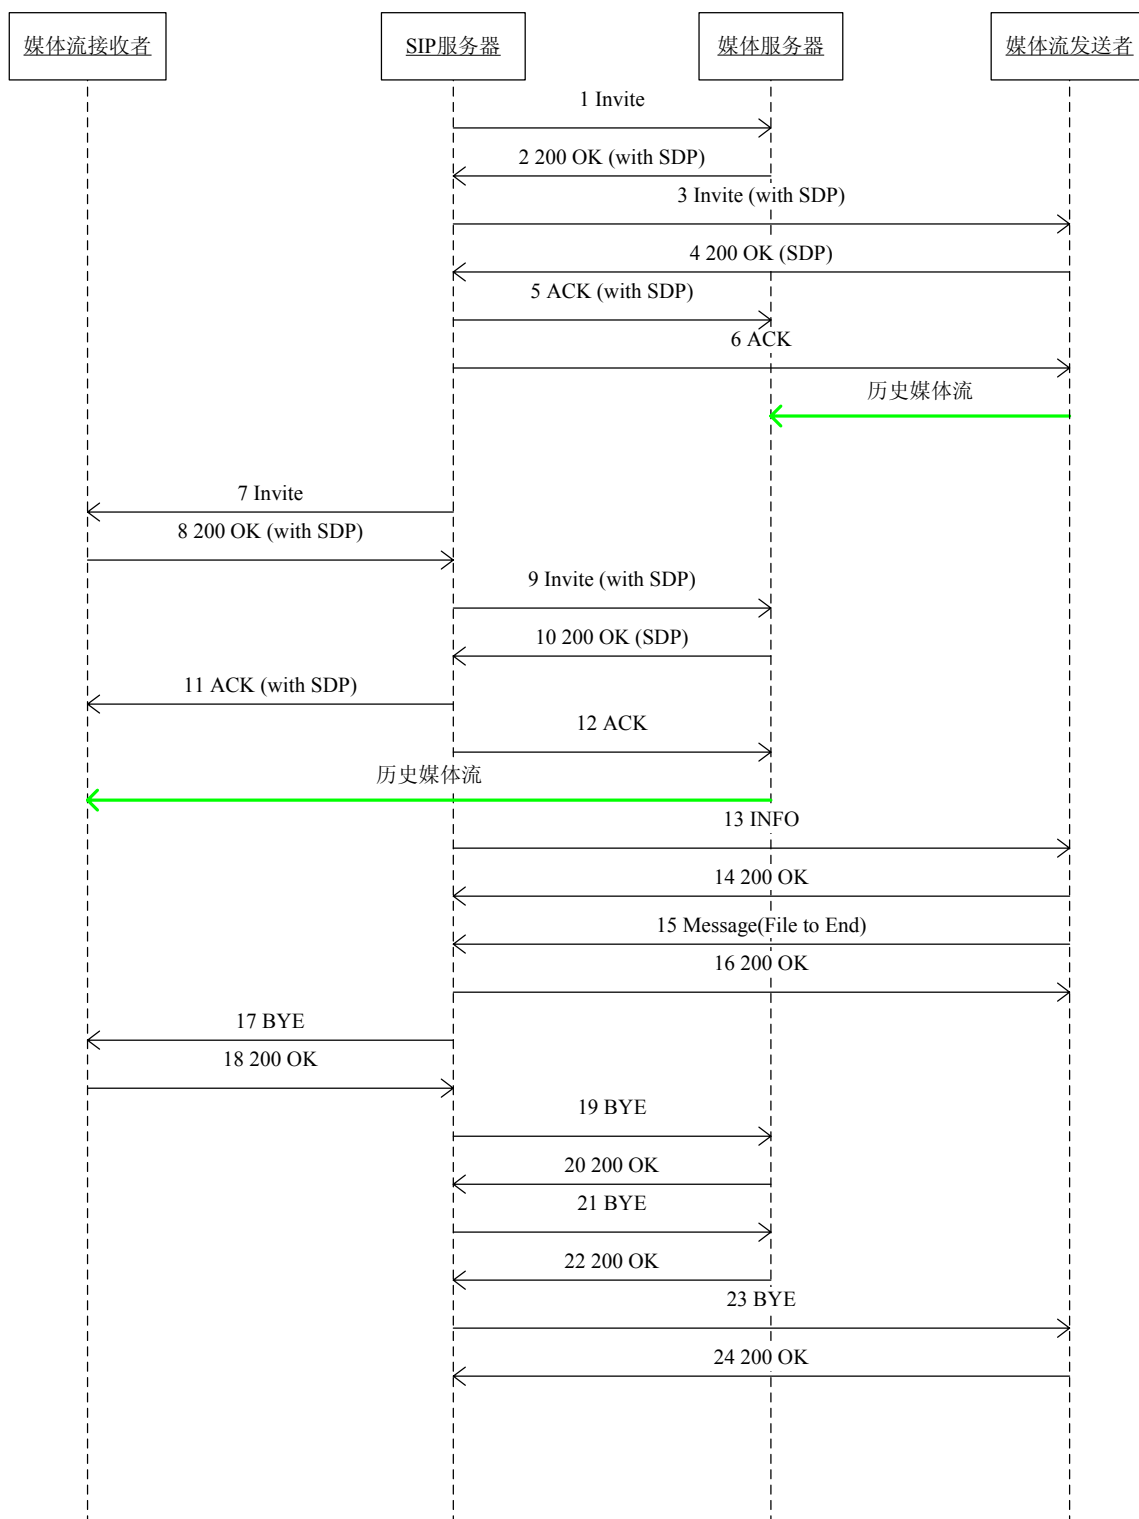 媒体流接收者
SIP服务器
媒体服务器
媒体流发送者
1 Invite
2 200 OK (with SDP)
3 Invite (with SDP)
4 200 OK (SDP)
5 ACK (with SDP)
6 ACK
历史媒体流
7 Invite
8 200 OK (with SDP)
9 Invite (with SDP)
10 200 OK (SDP)
11 ACK (with SDP)
12 ACK
历史媒体流
13 INFO
14 200 OK
15 Message(File to End)
16 200 OK
17 BYE
18 200 OK
19 BYE
20 200 OK
21 BYE
22 200 OK
23 BYE
24 200 OK